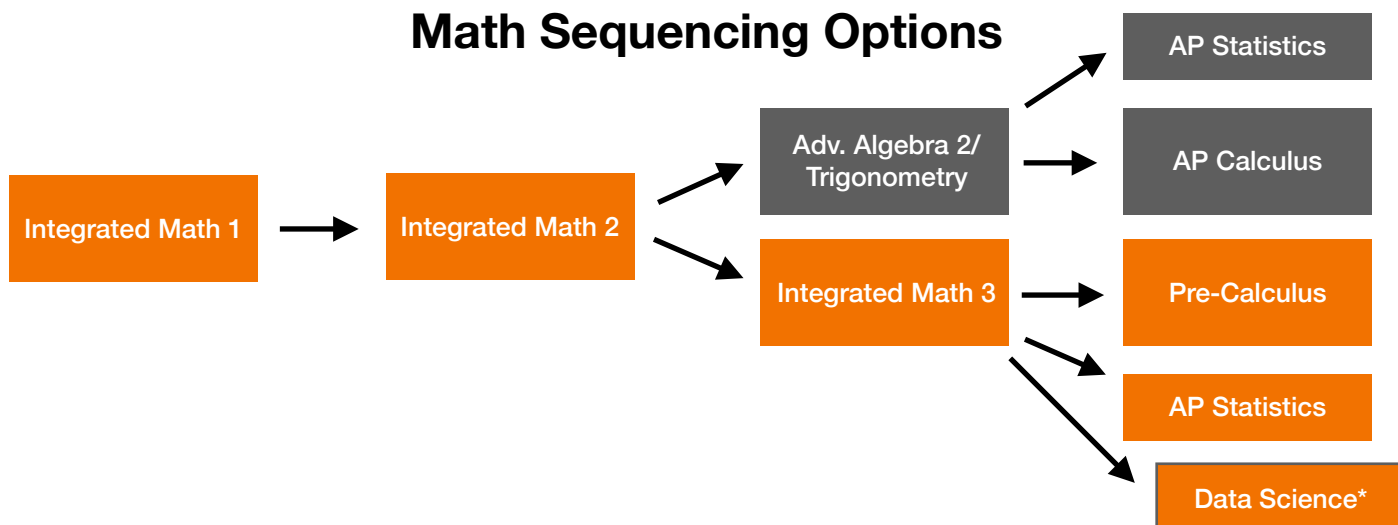 Math Sequencing Options
Integrated Math 1
Integrated Math 2
Adv. Algebra 2/
Trigonometry
Integrated Math 3
AP Statistics
AP Calculus
Pre-Calculus
AP Statistics
Data Science*